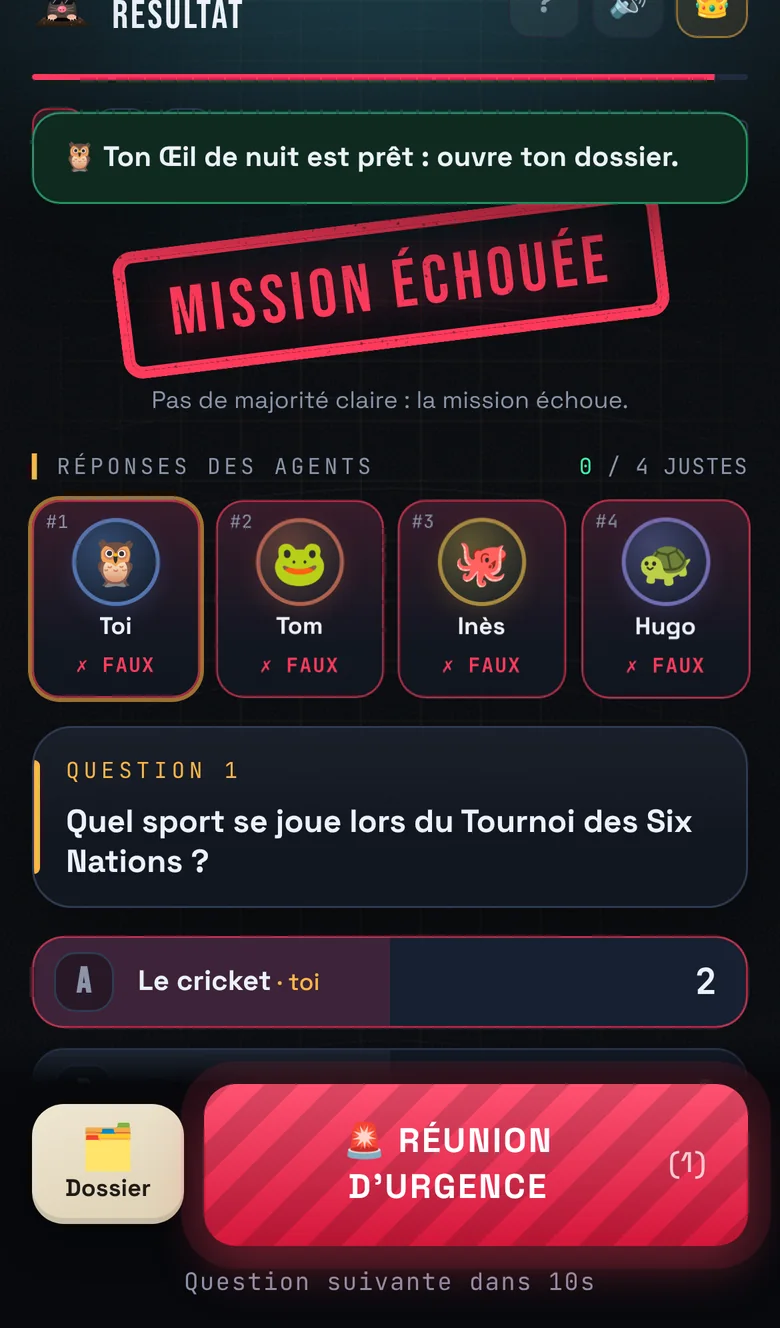 RÉSULTAT
?
🦉 Ton Œil de nuit est prêt : ouvre ton dossier.
MISSION ÉCHOUÉE
Pas de majorité claire : la mission échoue.
RÉPONSES DES AGENTS
0 / 4 JUSTES
#1 #2 #3 #4
Toi Tom Inès Hugo
✗ FAUX ✗ FAUX ✗ FAUX ✗ FAUX
QUESTION 1
Quel sport se joue lors du Tournoi des Six
Nations ?
A Le cricket · toi 2
🚨 RÉUNION
D'URGENCE
(1)
Dossier
Question suivante dans 10s